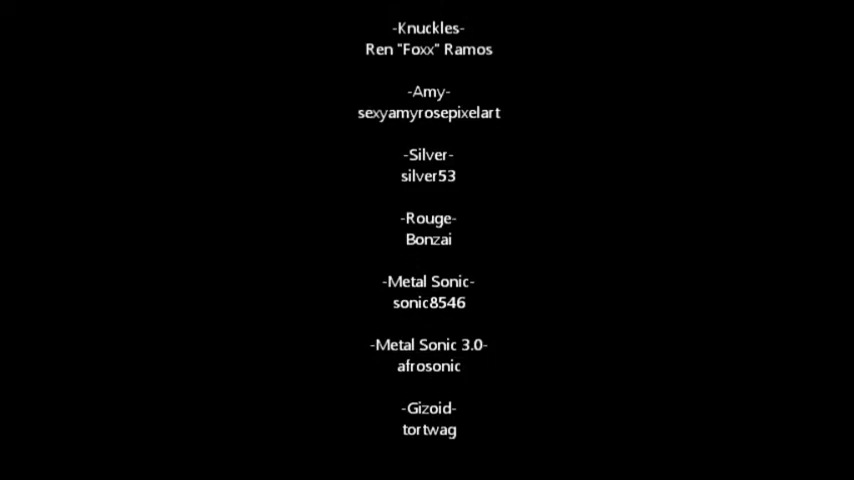 -Knuckles-
Ren "Foxx" Ramos
-Amy-
sexyamyrosepixelart
-Silver-
silver53
-Rouge-
Bonzai
-Metal Sonic-
sonic8546
-Metal Sonic 3.0-
afrosonic
-Gizoid-
tortwag